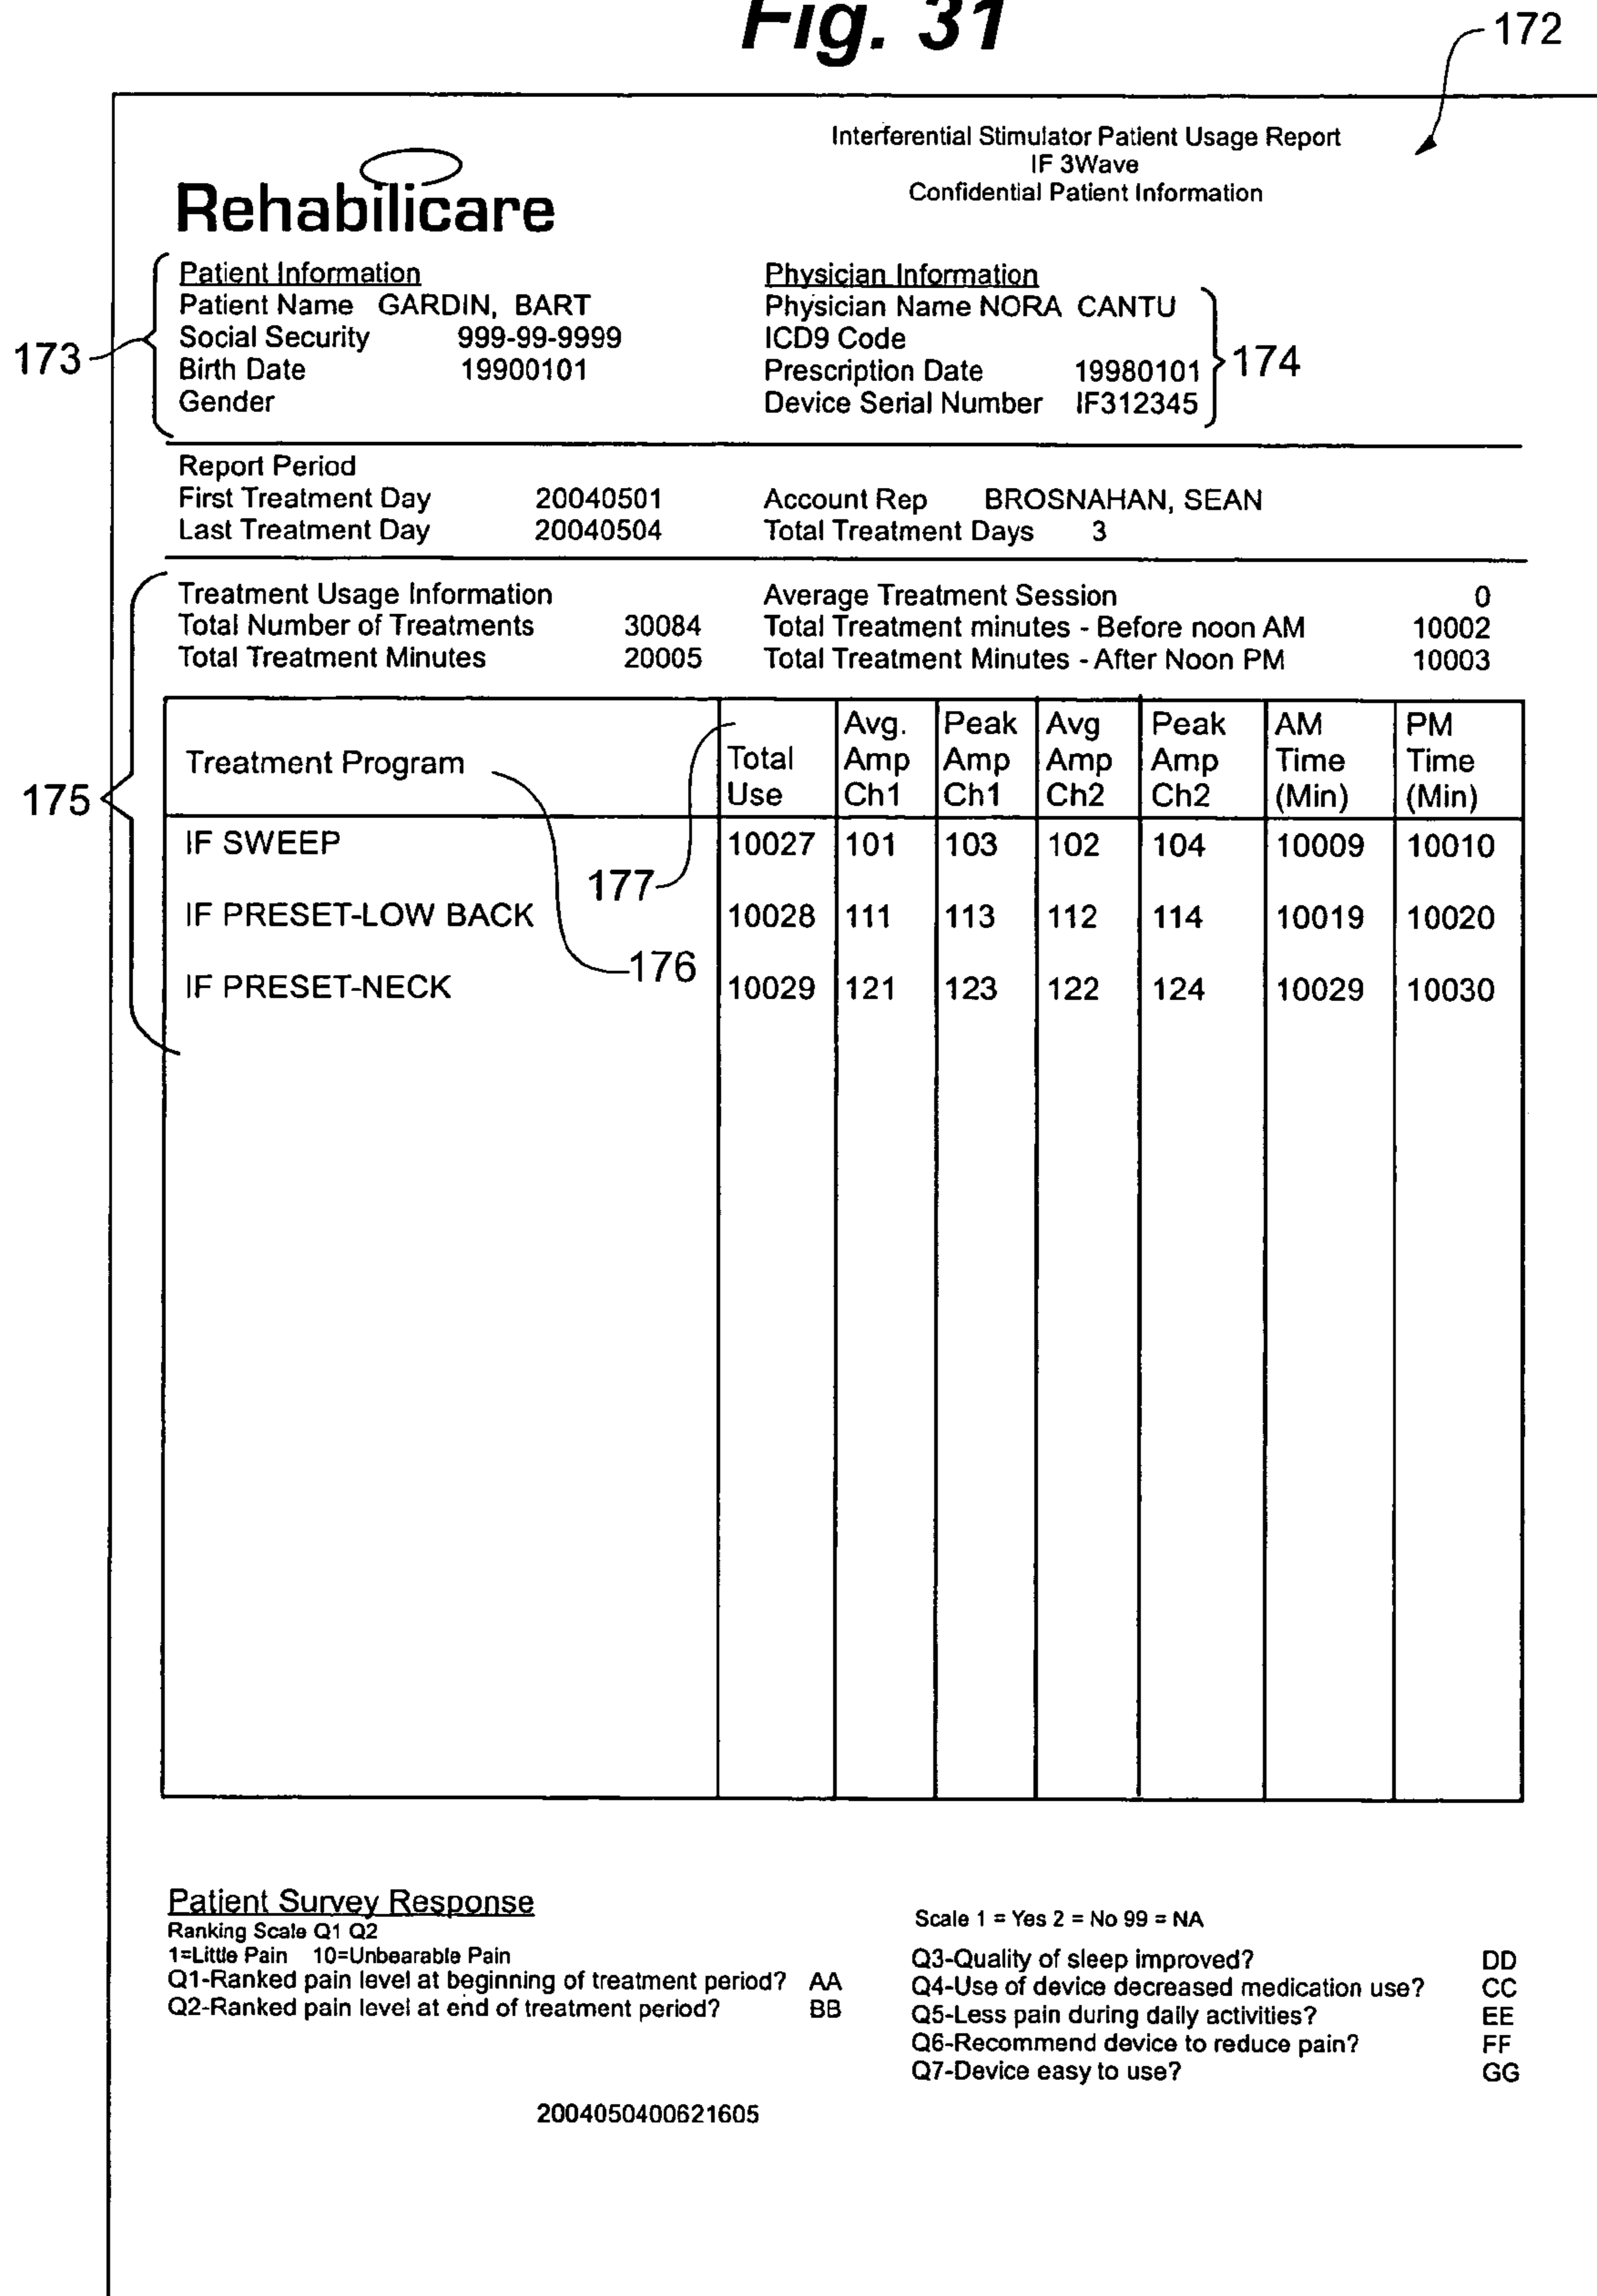 Fig. 31
172
Interferential Stimulator Patient Usage Report
IF 3Wave
Confidential Patient Information
Rehabilicare
173
Patient Information
Patient Name GARDIN, BART
Social Security 999-99-9999
Birth Date 19900101
Gender
Physician Information
Physician Name NORA CANTU
ICD9 Code
Prescription Date 19980101
Device Serial Number IF312345
174
Report Period
First Treatment Day 20040501 Account Rep BROSNAHAN, SEAN
Last Treatment Day 20040504 Total Treatment Days 3
175
Treatment Usage Information Average Treatment Session 0
Total Number of Treatments 30084 Total Treatment minutes - Before noon AM 10002
Total Treatment Minutes 20005 Total Treatment Minutes - After Noon PM 10003
Treatment Program
Total Use
Avg. Amp Ch1
Peak Amp Ch1
Avg Amp Ch2
Peak Amp Ch2
AM Time (Min)
PM Time (Min)
IF SWEEP 10027 101 103 102 104 10009 10010
177
IF PRESET-LOW BACK 10028 111 113 112 114 10019 10020
176
IF PRESET-NECK 10029 121 123 122 124 10029 10030
Patient Survey Response
Ranking Scale Q1 Q2
1=Little Pain 10=Unbearable Pain
Q1-Ranked pain level at beginning of treatment period? AA
Q2-Ranked pain level at end of treatment period? BB
Scale 1 = Yes 2 = No 99 = NA
Q3-Quality of sleep improved? DD
Q4-Use of device decreased medication use? CC
Q5-Less pain during daily activities? EE
Q6-Recommend device to reduce pain? FF
Q7-Device easy to use? GG
2004050400621605